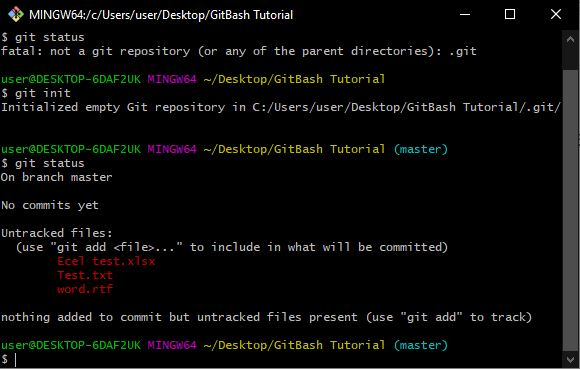 MINGW64:/c/Users/user/Desktop/GitBash Tutorial
$ git status
fatal: not a git repository (or any of the parent directories): .git
user@DESKTOP-6DAF2UK MINGW64 ~/Desktop/GitBash Tutorial
$ git init
Initialized empty Git repository in C:/Users/user/Desktop/GitBash Tutorial/.git/
user@DESKTOP-6DAF2UK MINGW64 ~/Desktop/GitBash Tutorial (master)
$ git status
On branch master
No commits yet
Untracked files:
(use "git add <file>..." to include in what will be committed)
Ecel test.xlsx
Test.txt
word.rtf
nothing added to commit but untracked files present (use "git add" to track)
user@DESKTOP-6DAF2UK MINGW64 ~/Desktop/GitBash Tutorial (master)
$